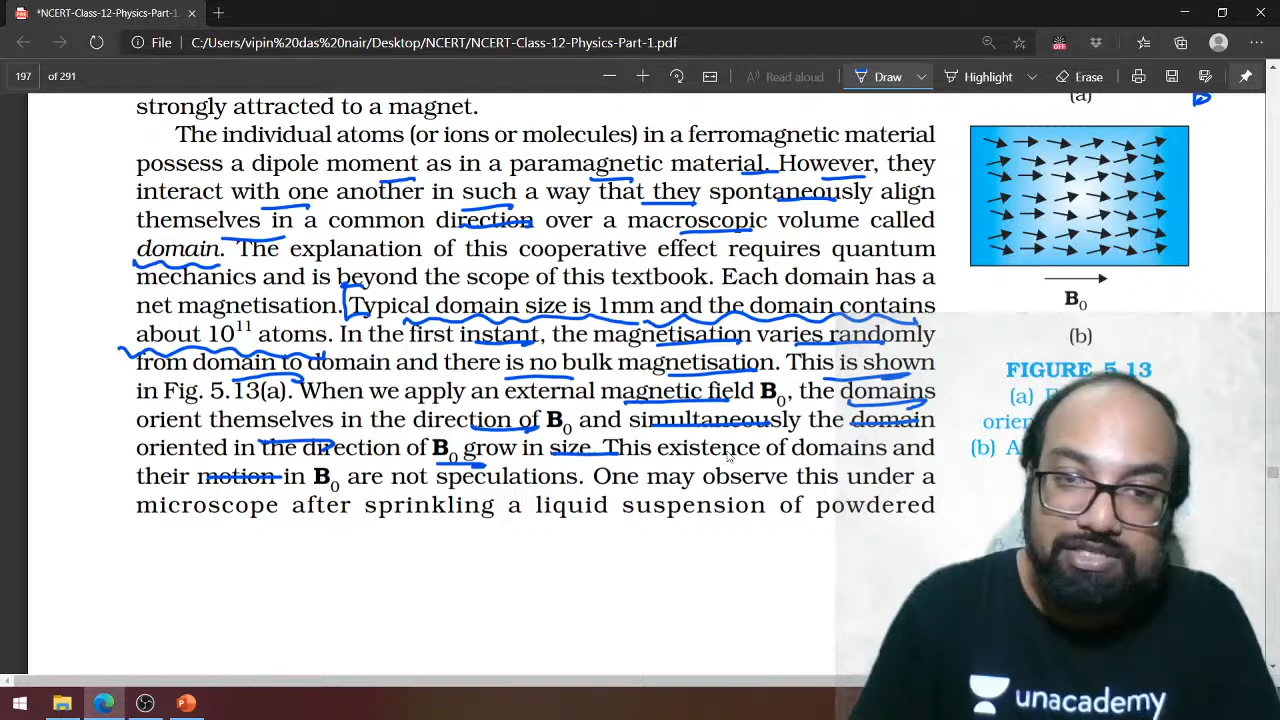 *NCERT-Class-12-Physics-Part-1.
File
C:/Users/vipin%20das%20nair/Desktop/NCERT/NCERT-Class-12-Physics-Part-1.pdf
OFF
197 of 291
Read aloud
Draw
Highlight
Erase
strongly attracted to a magnet.
The individual atoms (or ions or molecules) in a ferromagnetic material
possess a dipole moment as in a paramagnetic material. However, they
interact with one another in such a way that they spontaneously align
themselves in a common direction over a macroscopic volume called
domain. The explanation of this cooperative effect requires quantum
mechanics and is beyond the scope of this textbook. Each domain has a
net magnetisation. Typical domain size is 1mm and the domain contains
about 10¹¹ atoms. In the first instant, the magnetisation varies randomly
from domain to domain and there is no bulk magnetisation. This is shown
in Fig. 5.13(a). When we apply an external magnetic field B₀, the domains
orient themselves in the direction of B₀ and simultaneously the domain
oriented in the direction of B₀ grow in size. This existence of domains and
their motion in B₀ are not speculations. One may observe this under a
microscope after sprinkling a liquid suspension of powdered
(a)
B₀
(b)
FIGURE 5.13
(a)
orien
(b) A
unacademy